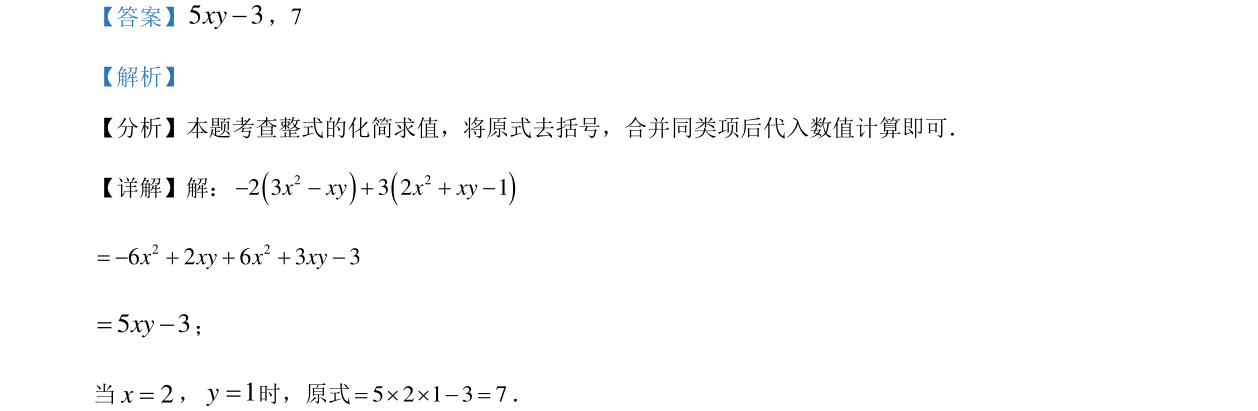 【答案】5xy−3，7
【解析】
【分析】本题考查整式的化简求值，将原式去括号，合并同类项后代入数值计算即可．
【详解】解：−2(3x²−xy)+3(2x²+xy−1)
=−6x²+2xy+6x²+3xy−3
=5xy−3；
当x=2，y=1时，原式=5×2×1−3=7．